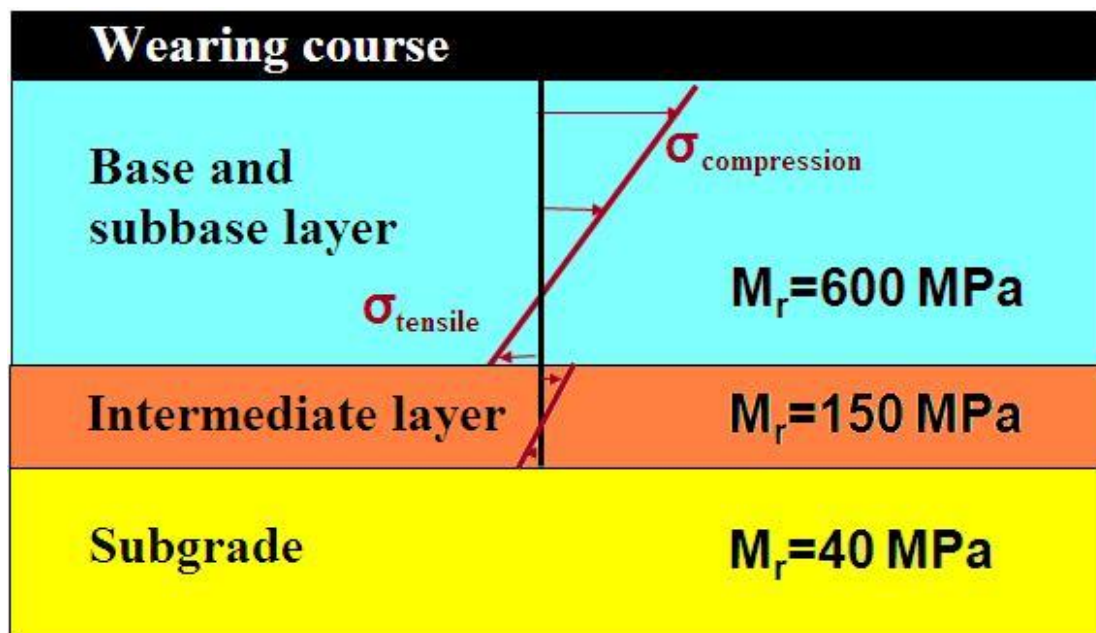 Wearing course
σcompression
Base and
subbase layer
Mr=600 MPa
σtensile
Intermediate layer
Mr=150 MPa
Subgrade
Mr=40 MPa